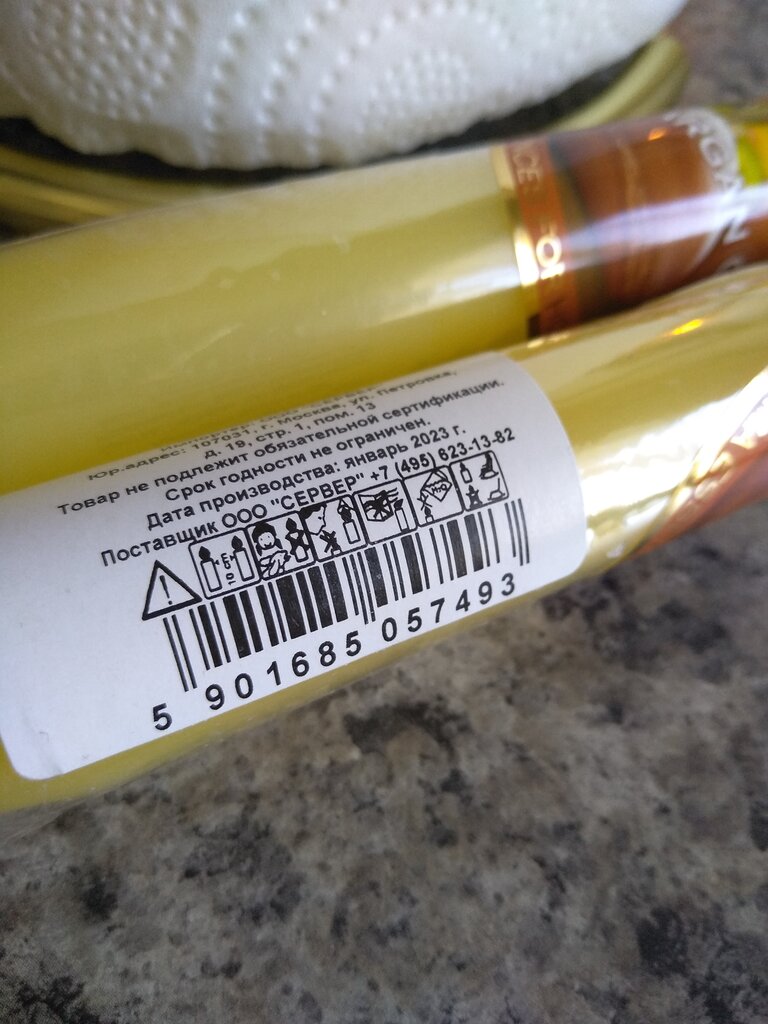 Юр.адрес: 107031, г. Москва, ул. Петровка,
д. 19, стр. 1, пом. 13
Товар не подлежит обязательной сертификации.
Срок годности не ограничен.
Дата производства: январь 2023 г.
Поставщик ООО "СЕРВЕР" +7 (495) 623-13-82
5 901685 057493